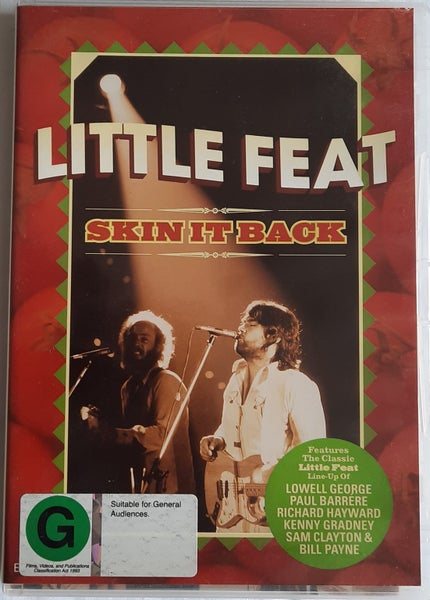 LITTLE FEAT
SKIN IT BACK
Features
The Classic
Little Feat
Line-Up Of
LOWELL GEORGE
PAUL BARRERE
RICHARD HAYWARD
KENNY GRADNEY
SAM CLAYTON &
BILL PAYNE
G
Suitable for General
Audiences.
Films, Videos, and Publications
Classification Act 1993